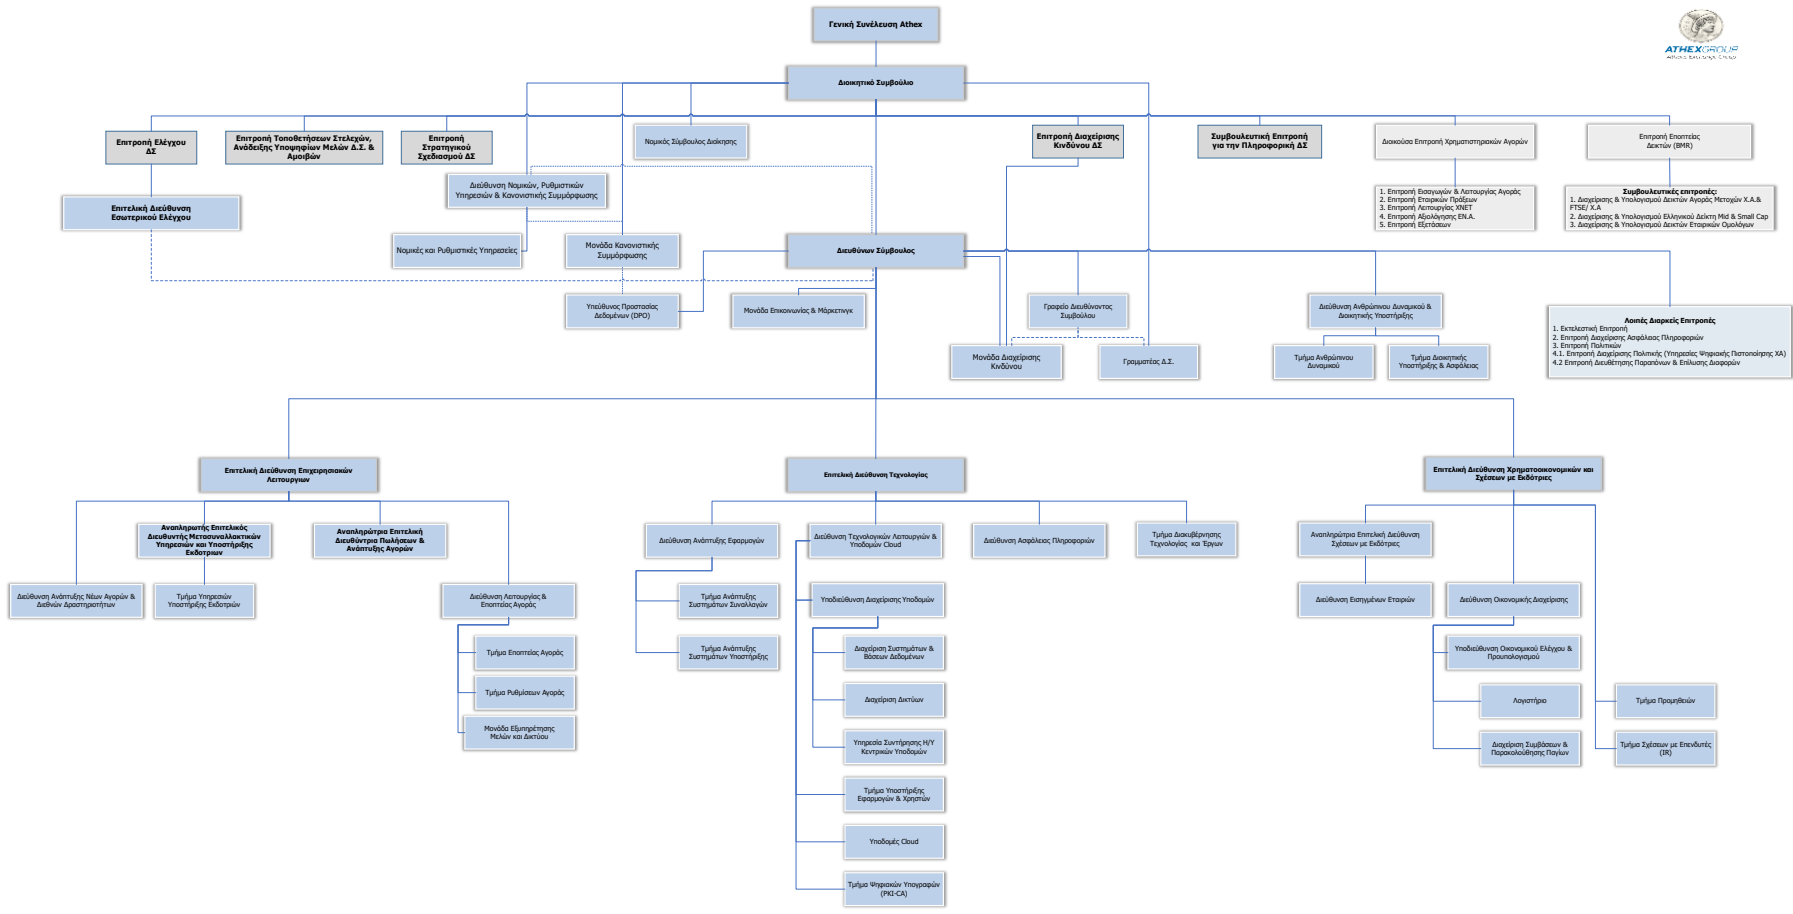 Γενική Συνέλευση Athex
ATHEXGROUP
Athens Exchange Group
Διοικητικό Συμβούλιο
Επιτροπή Ελέγχου
ΔΣ
Επιτροπή Τοποθετήσεων Στελεχών,
Ανάδειξης Υποψηφίων Μελών Δ.Σ. &
Αμοιβών
Επιτροπή
Στρατηγικού
Σχεδιασμού ΔΣ
Νομικός Σύμβουλος Διοίκησης
Επιτροπή Διαχείρισης
Κινδύνου ΔΣ
Συμβουλευτική Επιτροπή
για την Πληροφορική ΔΣ
Διοικούσα Επιτροπή Χρηματιστηριακών Αγορών
Επιτροπή Εποπτείας
Δεικτών (BMR)
Διεύθυνση Νομικών, Ρυθμιστικών
Υπηρεσιών & Κανονιστικής Συμμόρφωσης
1. Επιτροπή Εισαγωγών & Λειτουργίας Αγοράς
2. Επιτροπή Εταιρικών Πράξεων
3. Επιτροπή Λειτουργίας ΧΝΕΤ
4. Επιτροπή Αξιολόγησης ΕΝ.Α.
5. Επιτροπή Εξετάσεων
Συμβουλευτικές επιτροπές:
1. Διαχείρισης & Υπολογισμού Δεικτών Αγοράς Μετοχών Χ.Α.&
FTSE/ Χ.Α
2. Διαχείρισης & Υπολογισμού Ελληνικού Δείκτη Mid & Small Cap
3. Διαχείρισης & Υπολογισμού Δεικτών Εταιρικών Ομολόγων
Επιτελική Διεύθυνση
Εσωτερικού Ελέγχου
Νομικές και Ρυθμιστικές Υπηρεσίες
Μονάδα Κανονιστικής
Συμμόρφωσης
Διευθύνων Σύμβουλος
Υπεύθυνος Προστασίας
Δεδομένων (DPO)
Μονάδα Επικοινωνίας & Μάρκετινγκ
Γραφείο Διευθύνοντος
Συμβούλου
Διεύθυνση Ανθρώπινου Δυναμικού &
Διοικητικής Υποστήριξης
Λοιπές Διαρκείς Επιτροπές
1. Εκτελεστική Επιτροπή
2. Επιτροπή Διαχείρισης Ασφάλειας Πληροφοριών
3. Επιτροπή Πολιτικών
4.1. Επιτροπή Διαχείρισης Πολιτικής (Υπηρεσίες Ψηφιακής Πιστοποίησης ΧΑ)
4.2 Επιτροπή Διευθέτησης Παραπόνων & Επίλυσης Διαφορών
Μονάδα Διαχείρισης
Κινδύνου
Γραμματέας Δ.Σ.
Τμήμα Ανθρώπινου
Δυναμικού
Τμήμα Διοικητικής
Υποστήριξης & Ασφάλειας
Επιτελική Διεύθυνση Επιχειρησιακών
Λειτουργιων
Επιτελική Διεύθυνση Τεχνολογίας
Επιτελική Διεύθυνση Χρηματοοικονομικών και
Σχέσεων με Εκδότριες
Αναπληρωτής Επιτελικός
Διευθυντής Μετασυναλλακτικών
Υπηρεσιών και Υποστήριξης
Εκδοτριων
Αναπληρώτρια Επιτελική
Διευθύντρια Πωλήσεων &
Ανάπτυξης Αγορών
Διεύθυνση Ανάπτυξης Εφαρμογών
Διεύθυνση Τεχνολογικών Λειτουργιών &
Υποδομών Cloud
Διεύθυνση Ασφάλειας Πληροφοριών
Τμήμα Διακυβέρνησης
Τεχνολογίας και Έργων
Αναπληρώτρια Επιτελική Διεύθυνση
Σχέσεων με Εκδότριες
Διεύθυνση Ανάπτυξης Νέων Αγορών &
Διεθνών Δραστηριοτήτων
Τμήμα Υπηρεσιών
Υποστήριξης Εκδοτριών
Διεύθυνση Λειτουργίας &
Εποπτείας Αγοράς
Τμήμα Ανάπτυξης
Συστημάτων Συναλλαγών
Υποδιεύθυνση Διαχείρισης Υποδομών
Διεύθυνση Εισηγμένων Εταιριών
Διεύθυνση Οικονομικής Διαχείρισης
Τμήμα Εποπτείας Αγοράς
Τμήμα Ανάπτυξης
Συστημάτων Υποστήριξης
Διαχείριση Συστημάτων &
Βάσεων Δεδομένων
Υποδιεύθυνση Οικονομικού Ελέγχου &
Προυπολογισμού
Τμήμα Ρυθμίσεων Αγοράς
Διαχείριση Δικτύων
Λογιστήριο
Τμήμα Προμηθειών
Μονάδα Εξυπηρέτησης
Μελών και Δικτύου
Υπηρεσία Συντήρησης Η/Υ
Κεντρικών Υποδομών
Διαχείριση Συμβάσεων &
Παρακολούθησης Παγίων
Τμήμα Σχέσεων με Επενδυτές
(IR)
Τμήμα Υποστήριξης
Εφαρμογών & Χρηστών
Υποδομές Cloud
Τμήμα Ψηφιακών Υπογραφών
(PKI-CA)